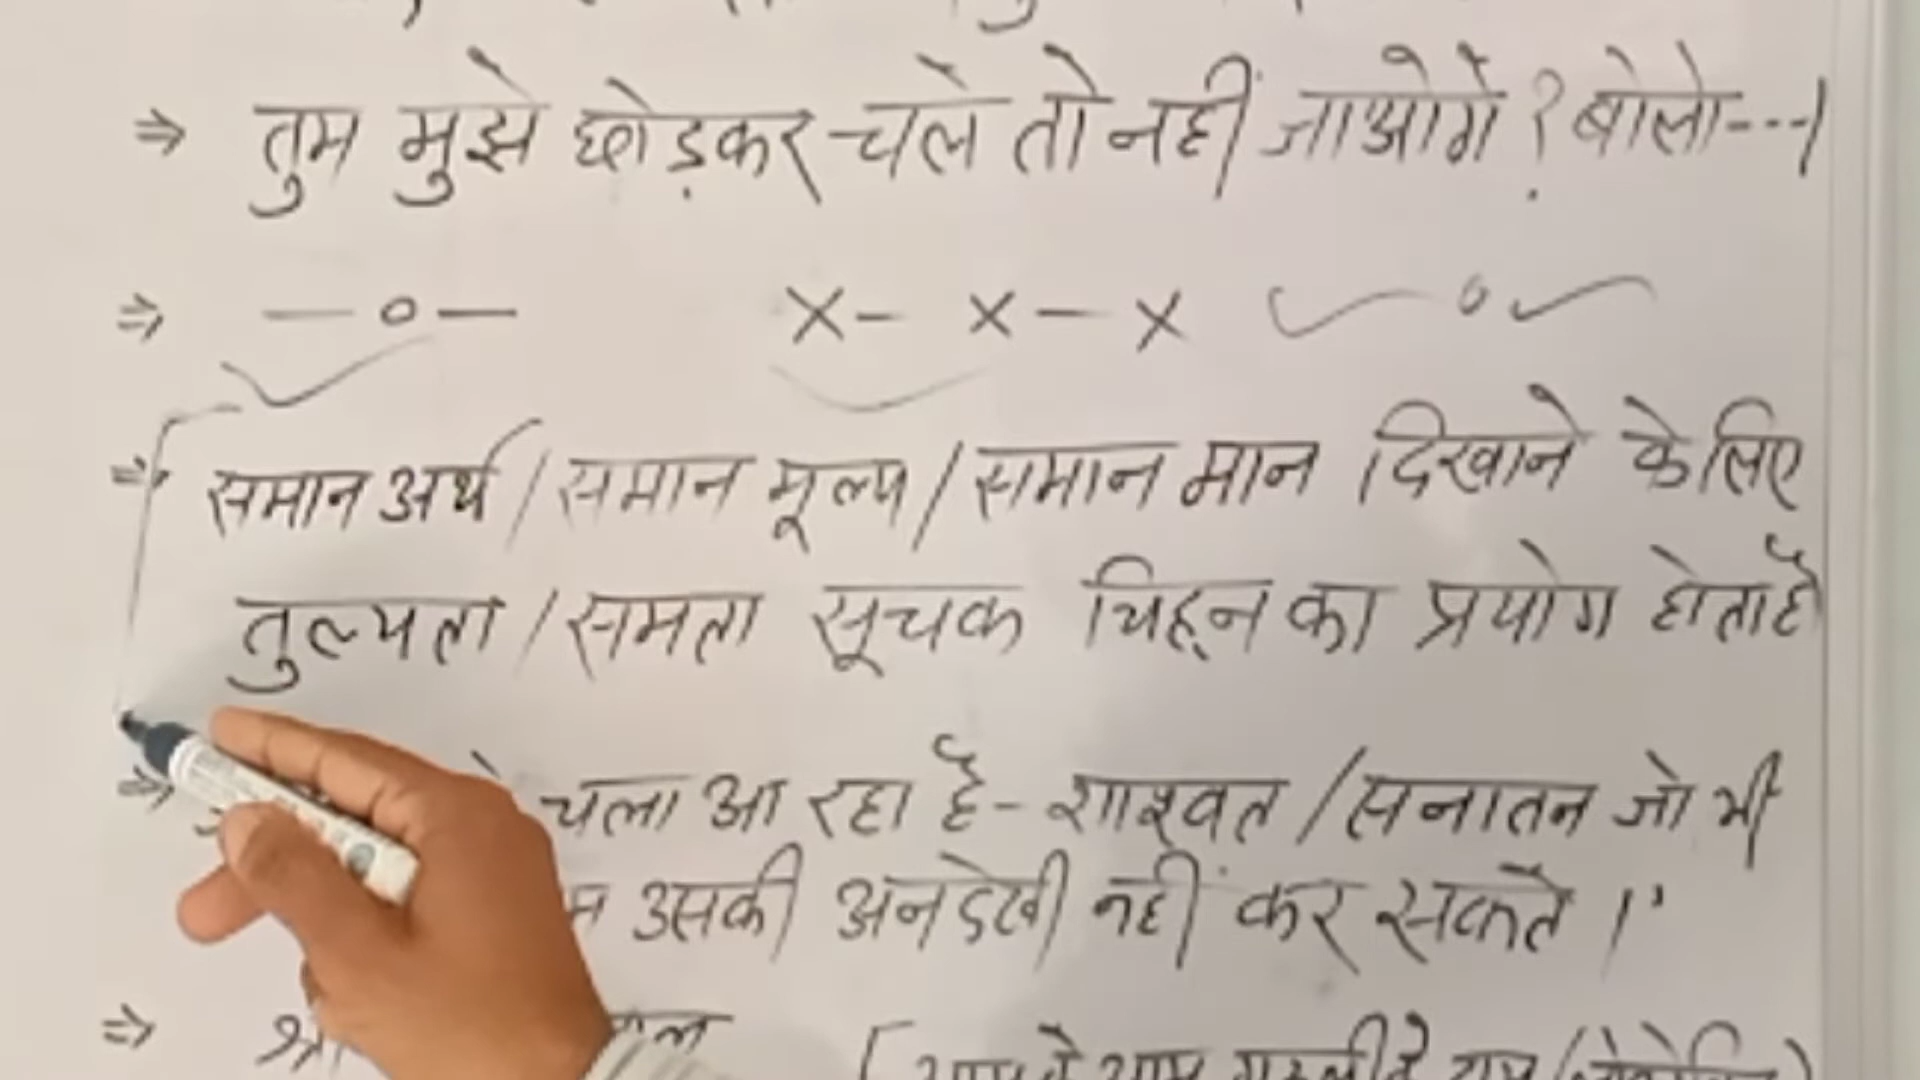 ⇒ तुम मुझे छोड़कर चले तो नहीं जाओगे? बोलो---।
⇒ —०— X— X—X ०
⇒ समान अर्थ/समान मूल्य/समान मान दिखाने के लिए
तुल्यता/समता सूचक चिह्न का प्रयोग होता है
⇒ चला आ रहा है- शाश्वत/सनातन जो भी
उसकी अनदेखी नहीं कर सकते।'
⇒